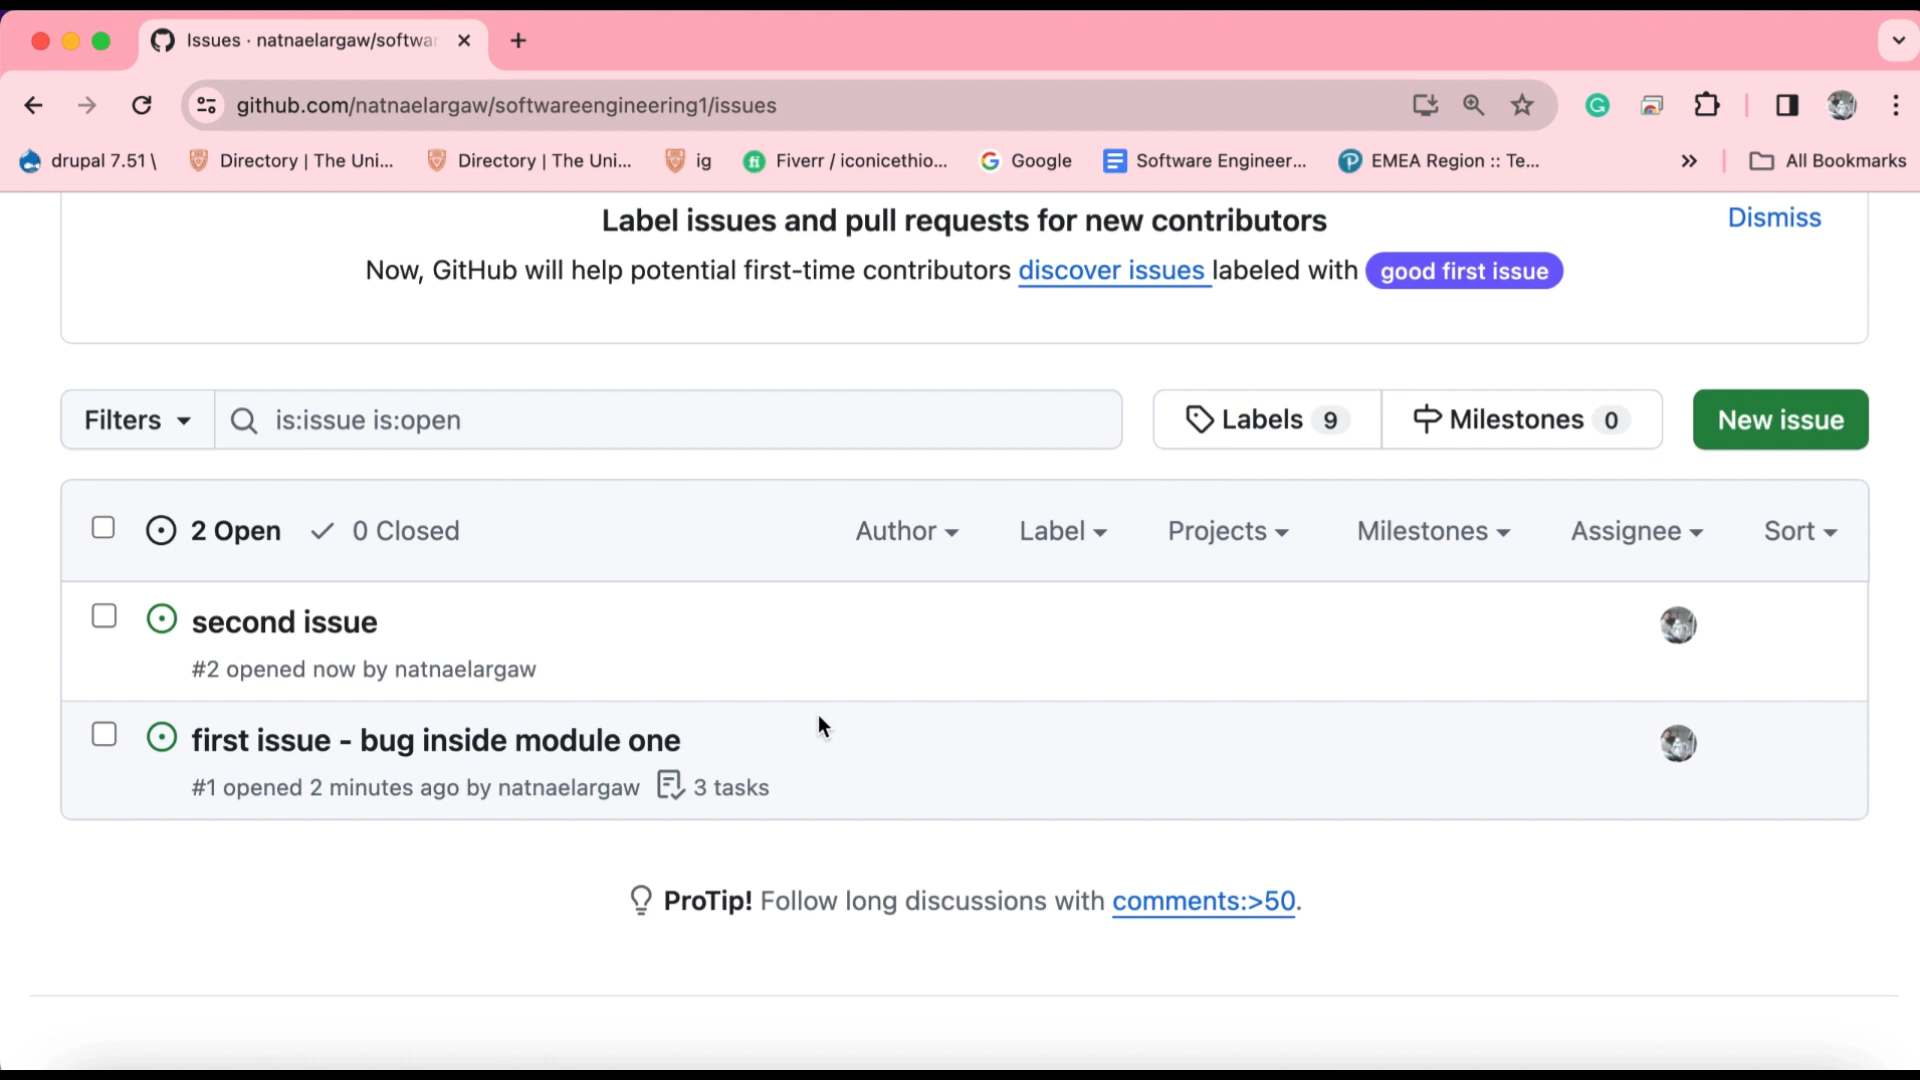 Issues · natnaelargaw/softwar
github.com/natnaelargaw/softwareengineering1/issues
drupal 7.51\ Directory | The Uni... Directory | The Uni... ig Fiverr / iconicethio... Google Software Engineer... EMEA Region :: Te... » All Bookmarks
Label issues and pull requests for new contributors Dismiss
Now, GitHub will help potential first-time contributors discover issues labeled with good first issue
Filters is:issue is:open Labels 9 Milestones 0 New issue
2 Open 0 Closed Author Label Projects Milestones Assignee Sort
second issue
#2 opened now by natnaelargaw
first issue - bug inside module one
#1 opened 2 minutes ago by natnaelargaw 3 tasks
ProTip! Follow long discussions with comments:>50.